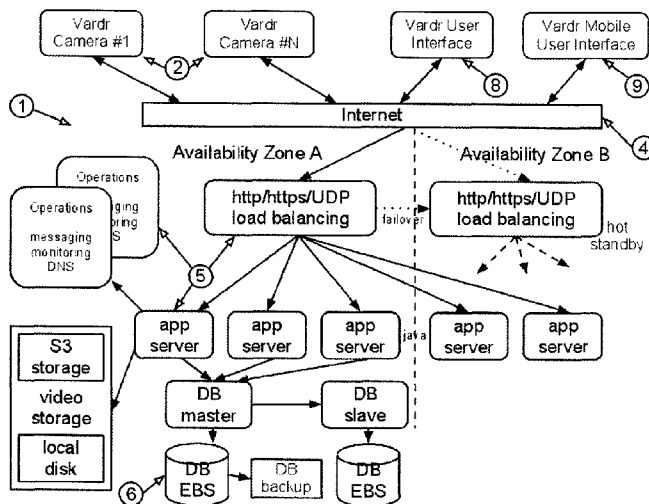 Vardr
Camera #1
Vardr
Camera #N
Vardr User
Interface
Vardr Mobile
User Interface
2
8
9
1
Internet
4
Availability Zone A
Availability Zone B
Operations
messaging
monitoring
DNS
Operations
http/https/UDP
load balancing
failover
http/https/UDP
load balancing
hot
standby
5
app
server
app
server
app
server
java
app
server
app
server
S3
storage
video
storage
local
disk
DB
master
DB
slave
6
DB
EBS
DB
backup
DB
EBS